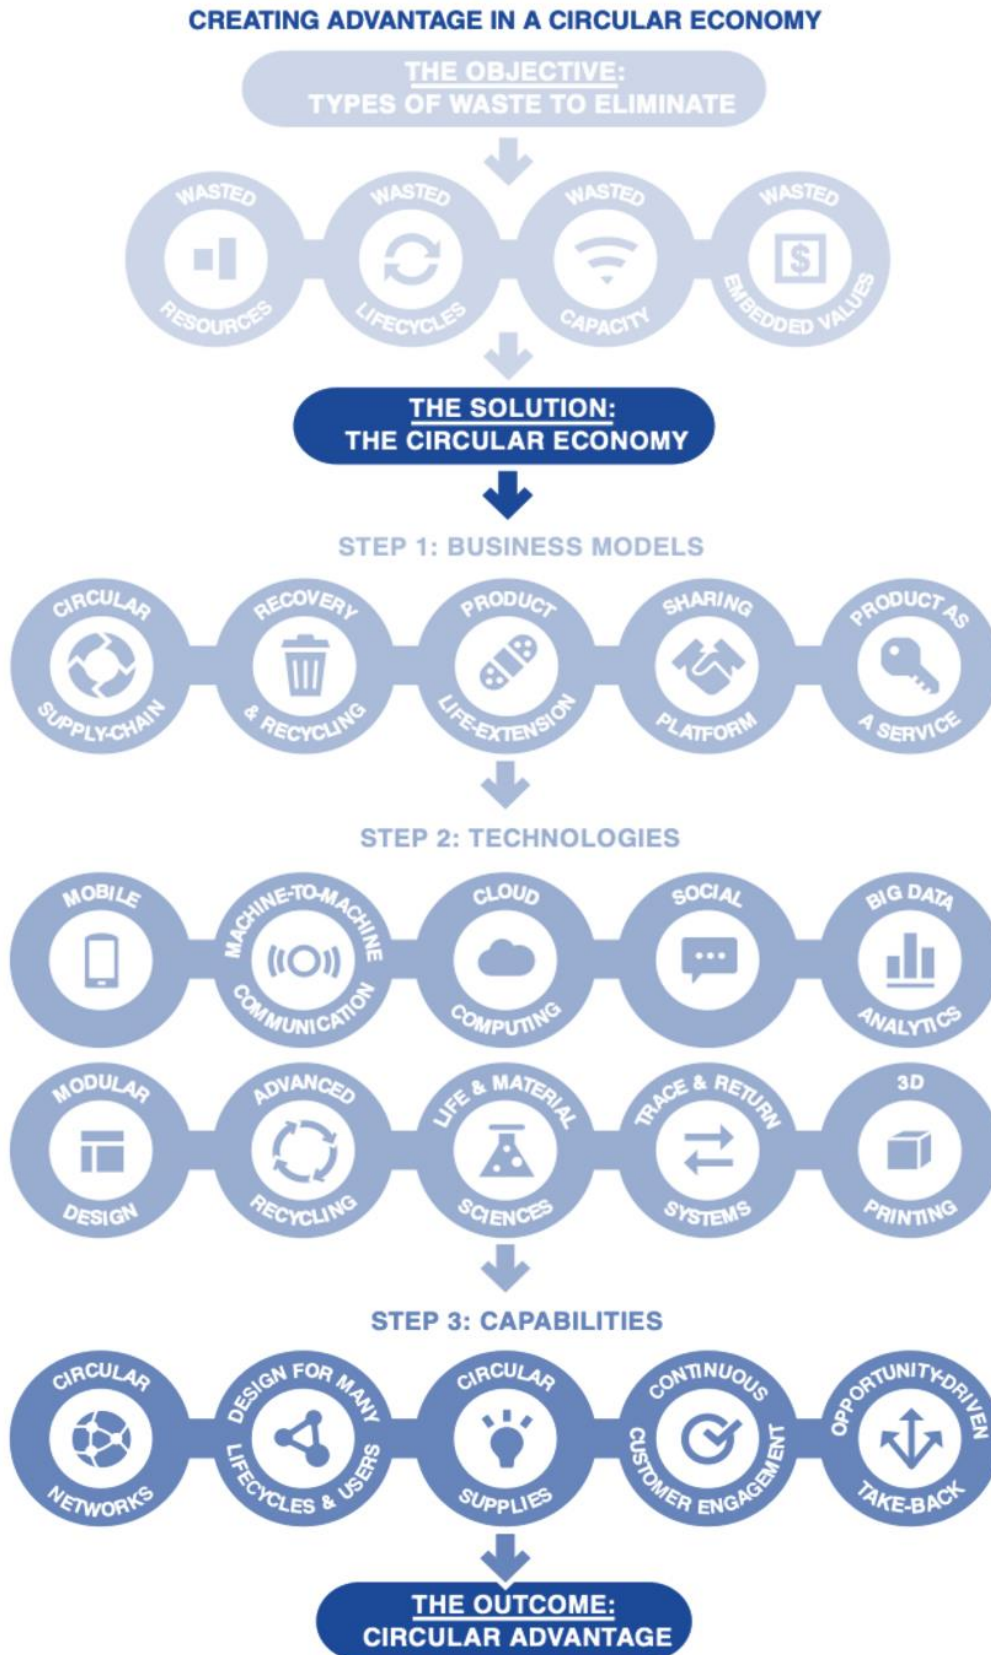 CREATING ADVANTAGE IN A CIRCULAR ECONOMY
THE OBJECTIVE:
TYPES OF WASTE TO ELIMINATE
WASTED
RESOURCES
WASTED
LIFECYCLES
WASTED
CAPACITY
WASTED
EMBEDDED VALUES
$
THE SOLUTION:
THE CIRCULAR ECONOMY
STEP 1: BUSINESS MODELS
CIRCULAR
SUPPLY-CHAIN
RECOVERY
& RECYCLING
PRODUCT
LIFE-EXTENSION
SHARING
PLATFORM
PRODUCT AS
A SERVICE
STEP 2: TECHNOLOGIES
MOBILE
MACHINE-TO-MACHINE
COMMUNICATION
CLOUD
COMPUTING
SOCIAL
BIG DATA
ANALYTICS
MODULAR
DESIGN
ADVANCED
RECYCLING
LIFE & MATERIAL
SCIENCES
TRACE & RETURN
SYSTEMS
3D
PRINTING
STEP 3: CAPABILITIES
CIRCULAR
NETWORKS
DESIGN FOR MANY
LIFECYCLES & USERS
CIRCULAR
SUPPLIES
CONTINUOUS
CUSTOMER ENGAGEMENT
OPPORTUNITY-DRIVEN
TAKE-BACK
THE OUTCOME:
CIRCULAR ADVANTAGE